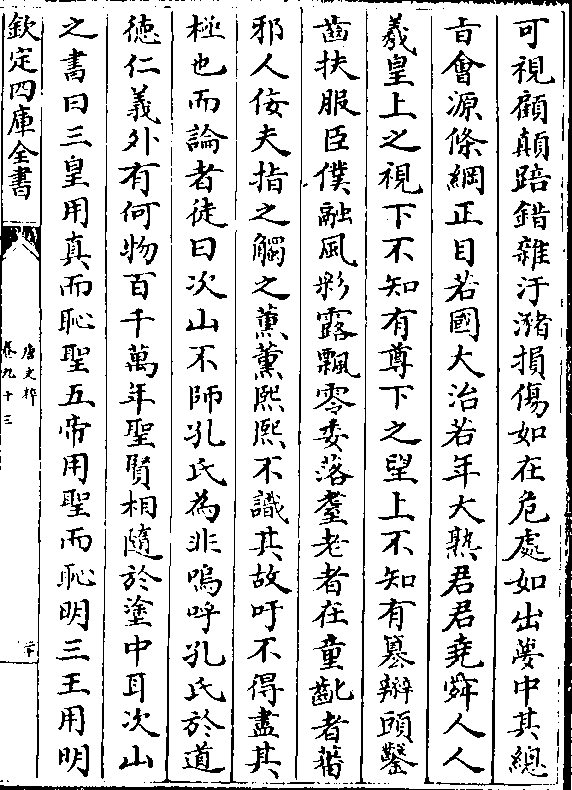 可視顧顛踣錯雜汙瀦損傷如在危處如出夢中其總
旨會源條綱正目若國大治若年大熟君君堯舜人人
羲皇上之視下不知有尊下之望上不知有篡辮頭鑿
齒扶服臣僕融風彩露飄零委落耋老者在童齔者蕃
邪人佞夫指之觸之薰薰熙熙不識其故吁不得盡其
極也而論者徒曰次山不師孔氏為非嗚呼孔氏於道
徳仁義外有何物百千萬年聖賢相隨於塗中耳次山
之書曰三皇用真而恥聖五帝用聖而恥明三王用明
欽定四庫全書
唐文粹
卷九十三